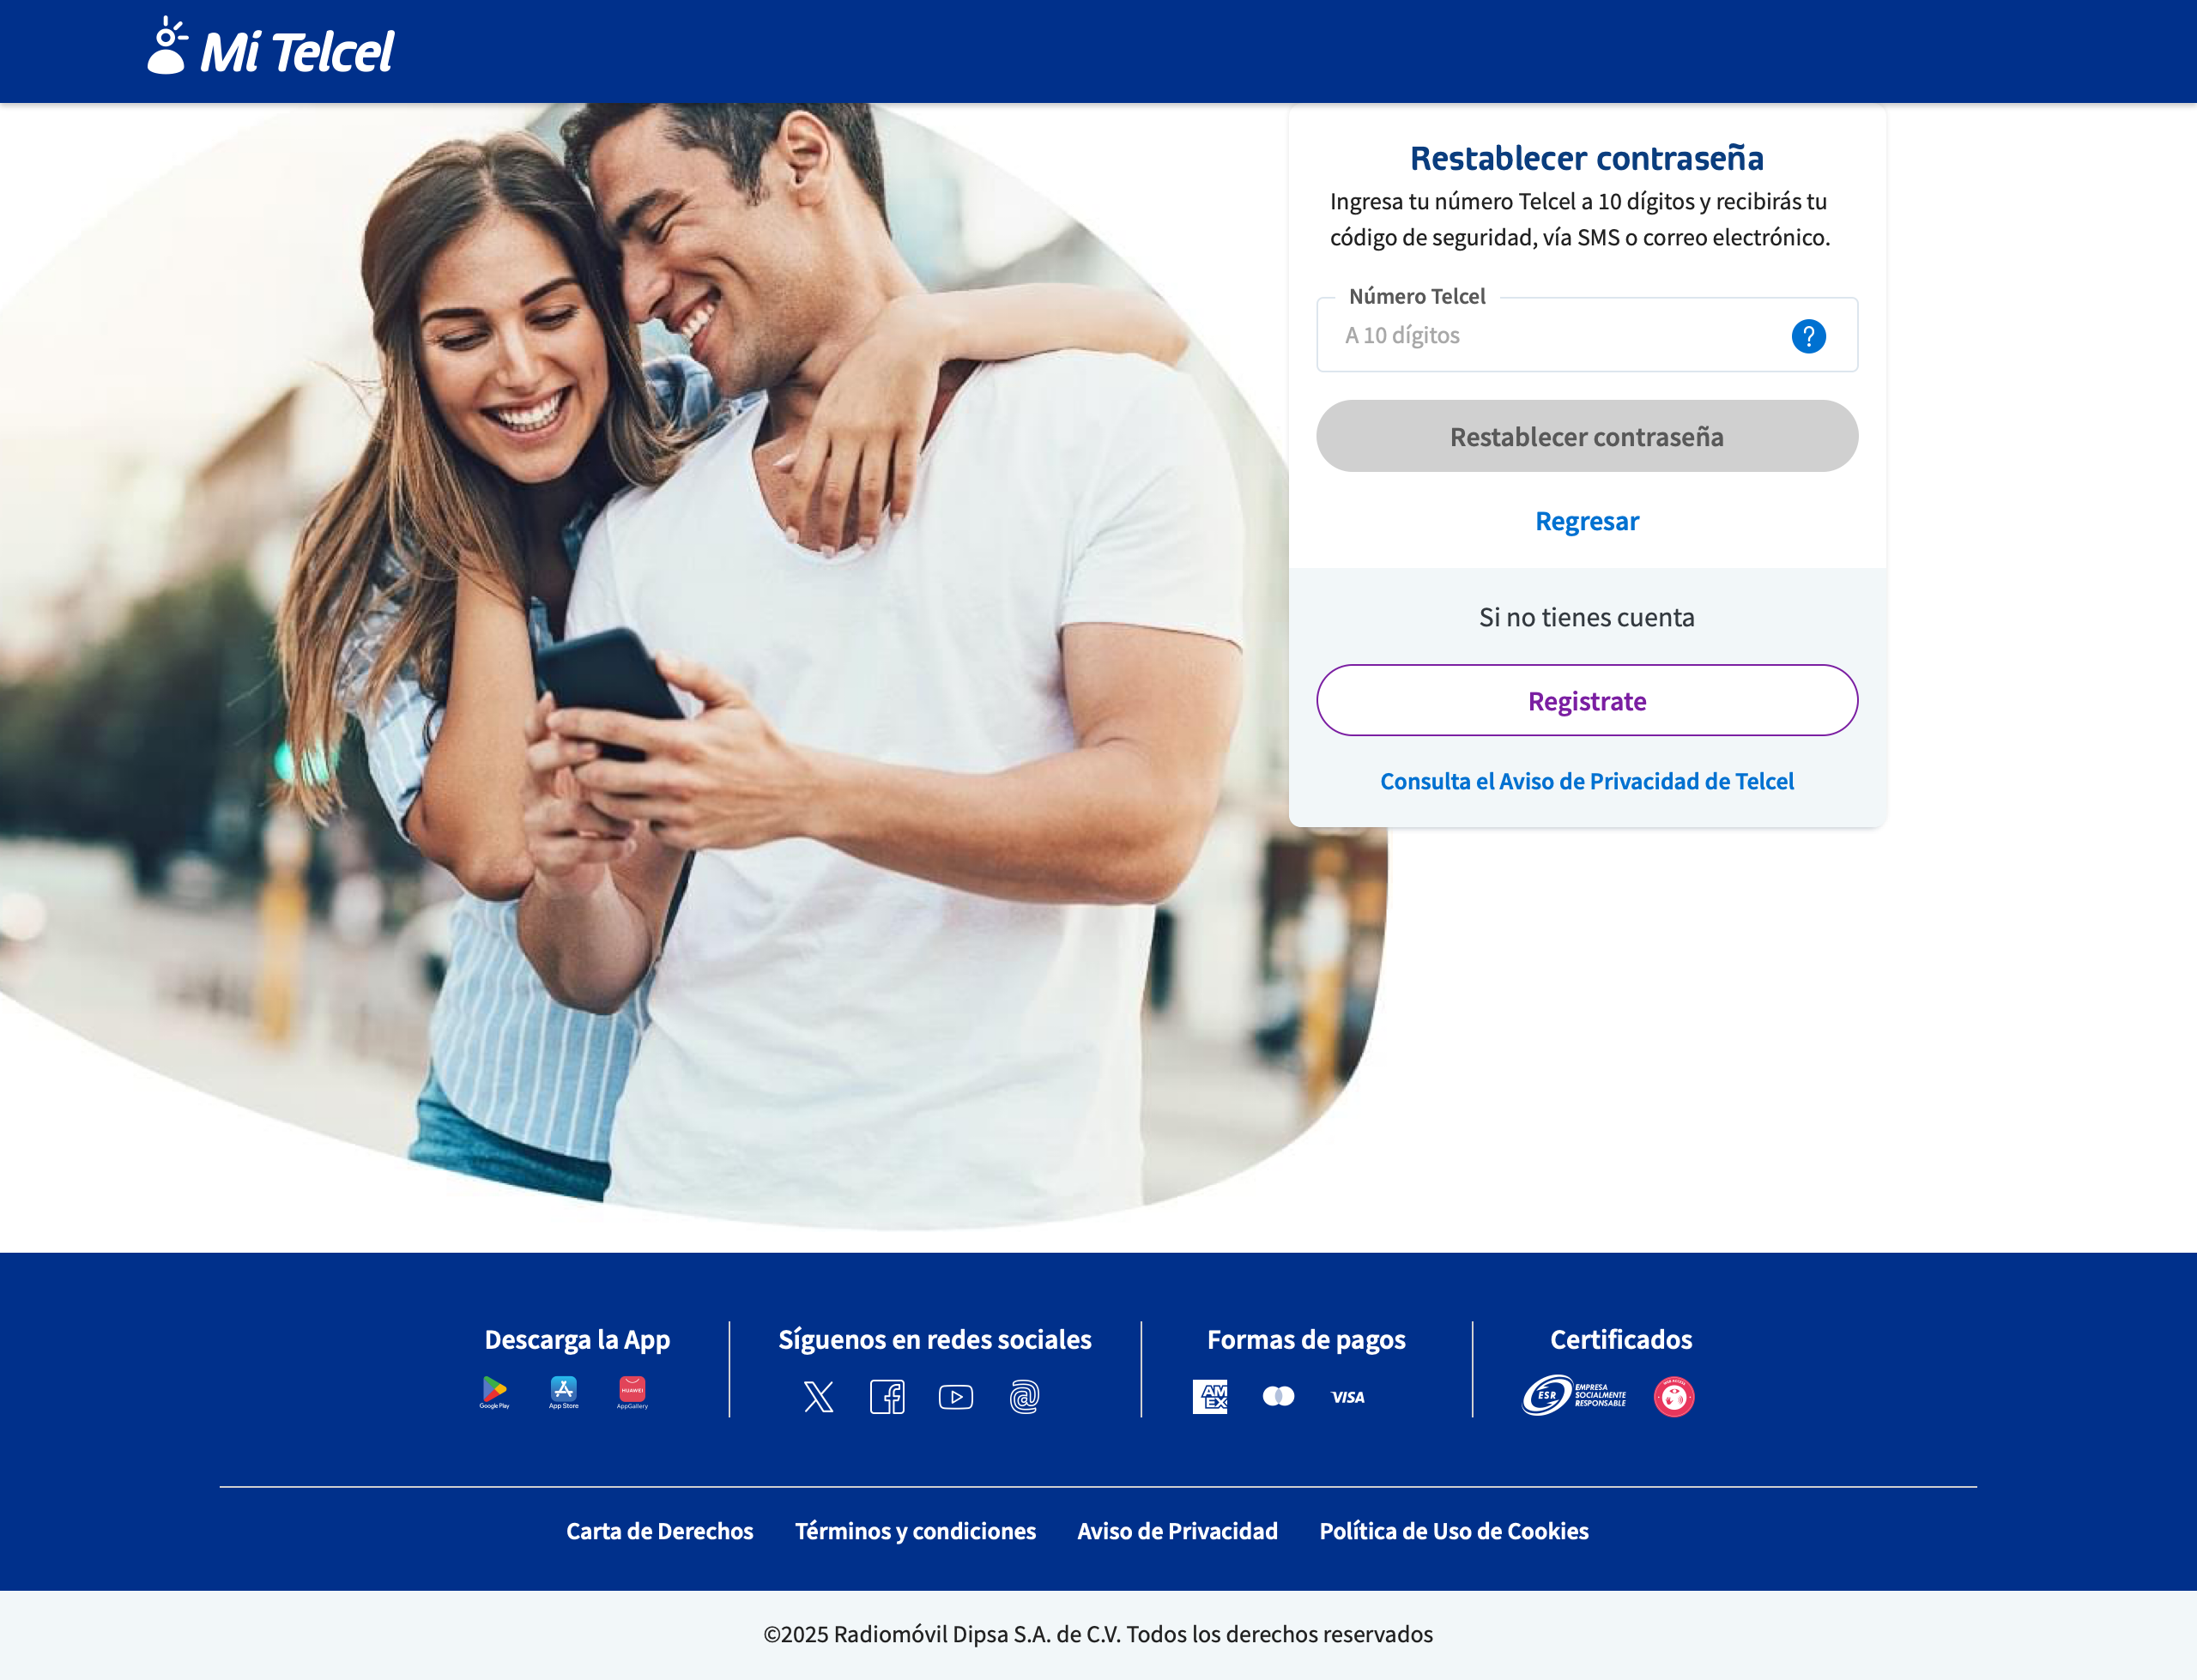 Mi Telcel
Restablecer contraseña
Ingresa tu número Telcel a 10 dígitos y recibirás tu
código de seguridad, vía SMS o correo electrónico.
Número Telcel
A 10 dígitos
?
Restablecer contraseña
Regresar
Si no tienes cuenta
Registrate
Consulta el Aviso de Privacidad de Telcel
Descarga la App
Google Play
App Store
HUAWEI
AppGallery
Síguenos en redes sociales
Formas de pagos
AM
EX
VISA
Certificados
ESR
EMPRESA
SOCIALMENTE
RESPONSABLE
Carta de Derechos
Términos y condiciones
Aviso de Privacidad
Política de Uso de Cookies
©2025 Radiomóvil Dipsa S.A. de C.V. Todos los derechos reservados